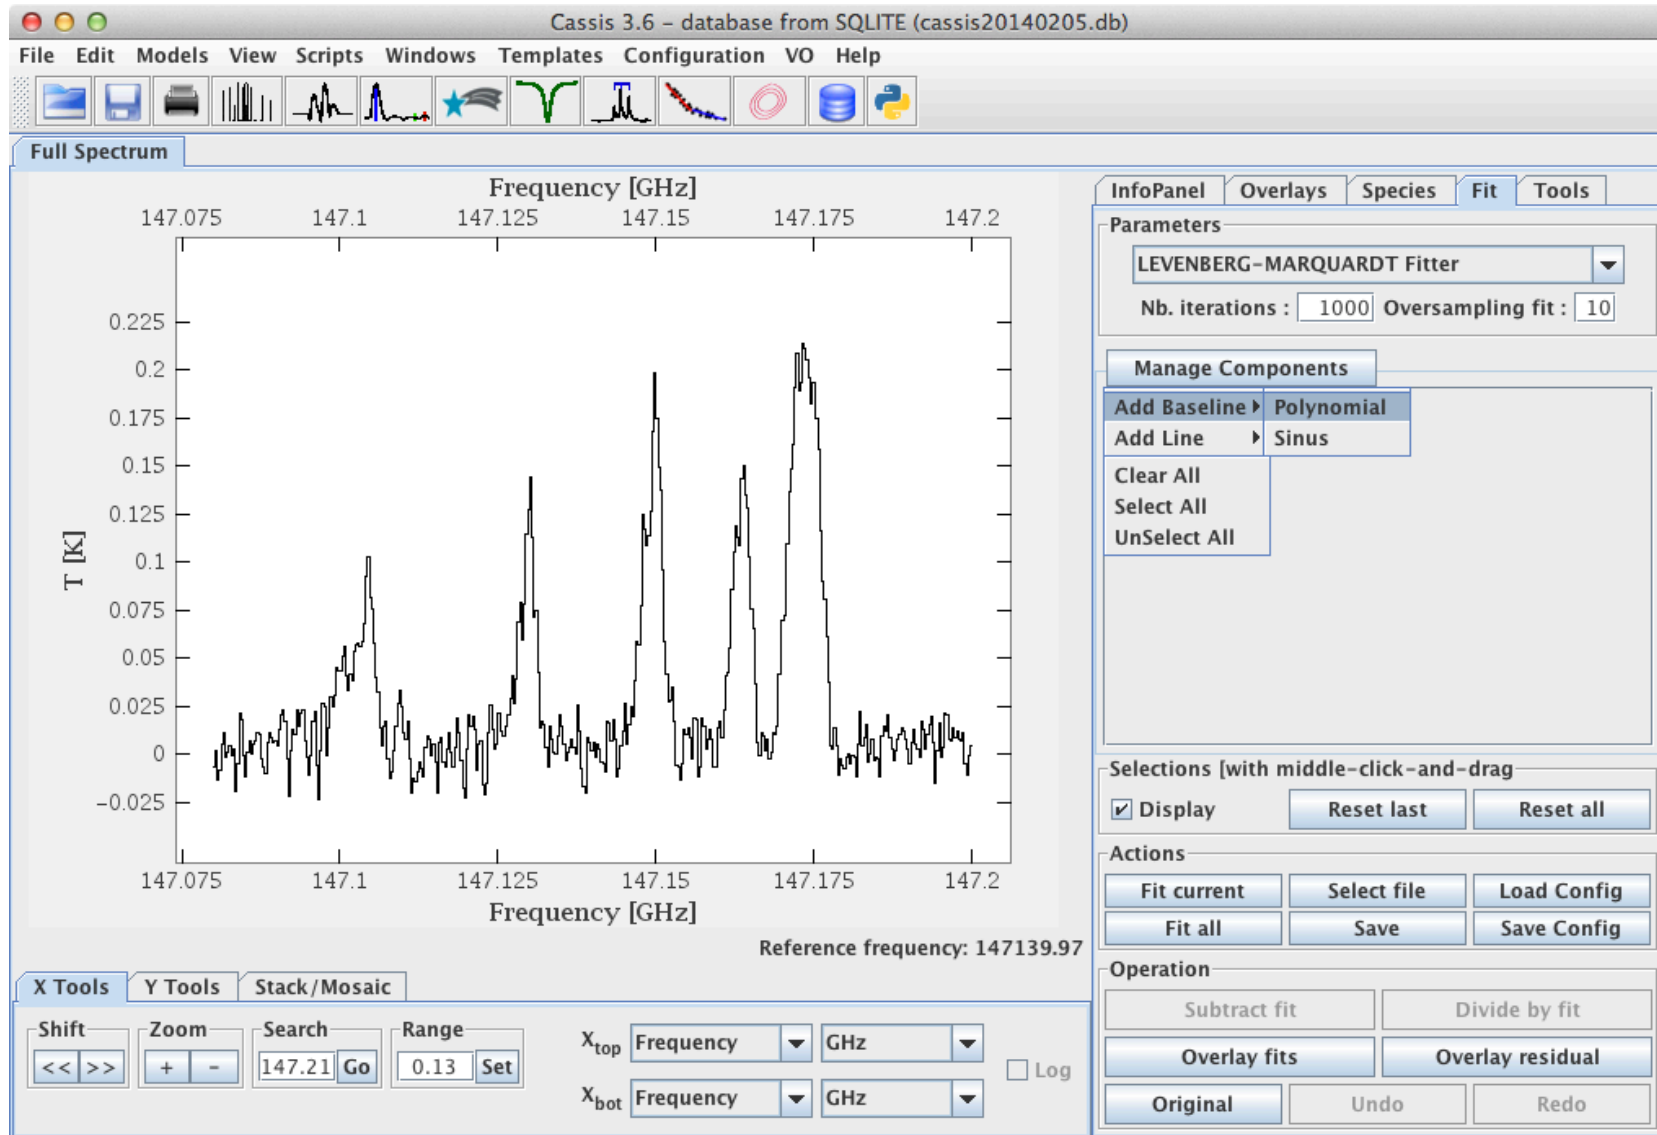 Cassis 3.6 - database from SQLITE (cassis20140205.db)
File Edit Models View Scripts Windows Templates Configuration VO Help
Full Spectrum
Frequency [GHz]
147.075 147.1 147.125 147.15 147.175 147.2
0.225
0.2
0.175
0.15
0.125
0.1
0.075
0.05
0.025
0
-0.025
T [K]
147.075 147.1 147.125 147.15 147.175 147.2
Frequency [GHz]
Reference frequency: 147139.97
X Tools Y Tools Stack/Mosaic
Shift Zoom Search Range
<< >> + - 147.21 Go 0.13 Set
Xtop Frequency GHz
Xbot Frequency GHz
Log
InfoPanel Overlays Species Fit Tools
Parameters
LEVENBERG-MARQUARDT Fitter
Nb. iterations : 1000 Oversampling fit : 10
Manage Components
Add Baseline Polynomial
Add Line Sinus
Clear All
Select All
UnSelect All
Selections [with middle-click-and-drag
Display Reset last Reset all
Actions
Fit current Select file Load Config
Fit all Save Save Config
Operation
Subtract fit Divide by fit
Overlay fits Overlay residual
Original Undo Redo